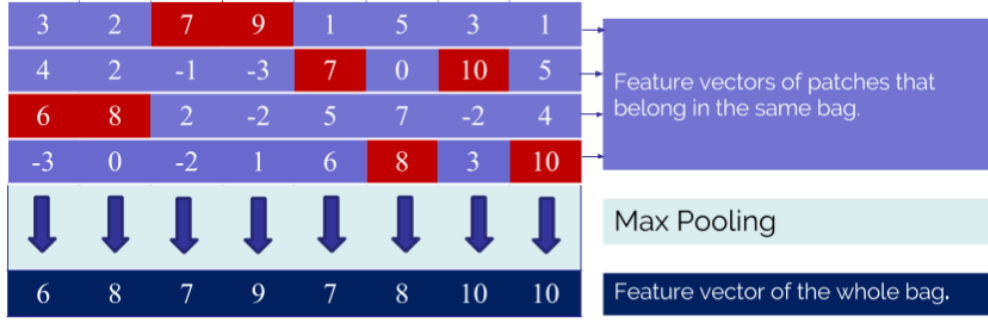 3 2 7 9 1 5 3 1
4 2 -1 -3 7 0 10 5
6 8 2 -2 5 7 -2 4
-3 0 -2 1 6 8 3 10
Feature vectors of patches that
belong in the same bag.
Max Pooling
6 8 7 9 7 8 10 10
Feature vector of the whole bag.